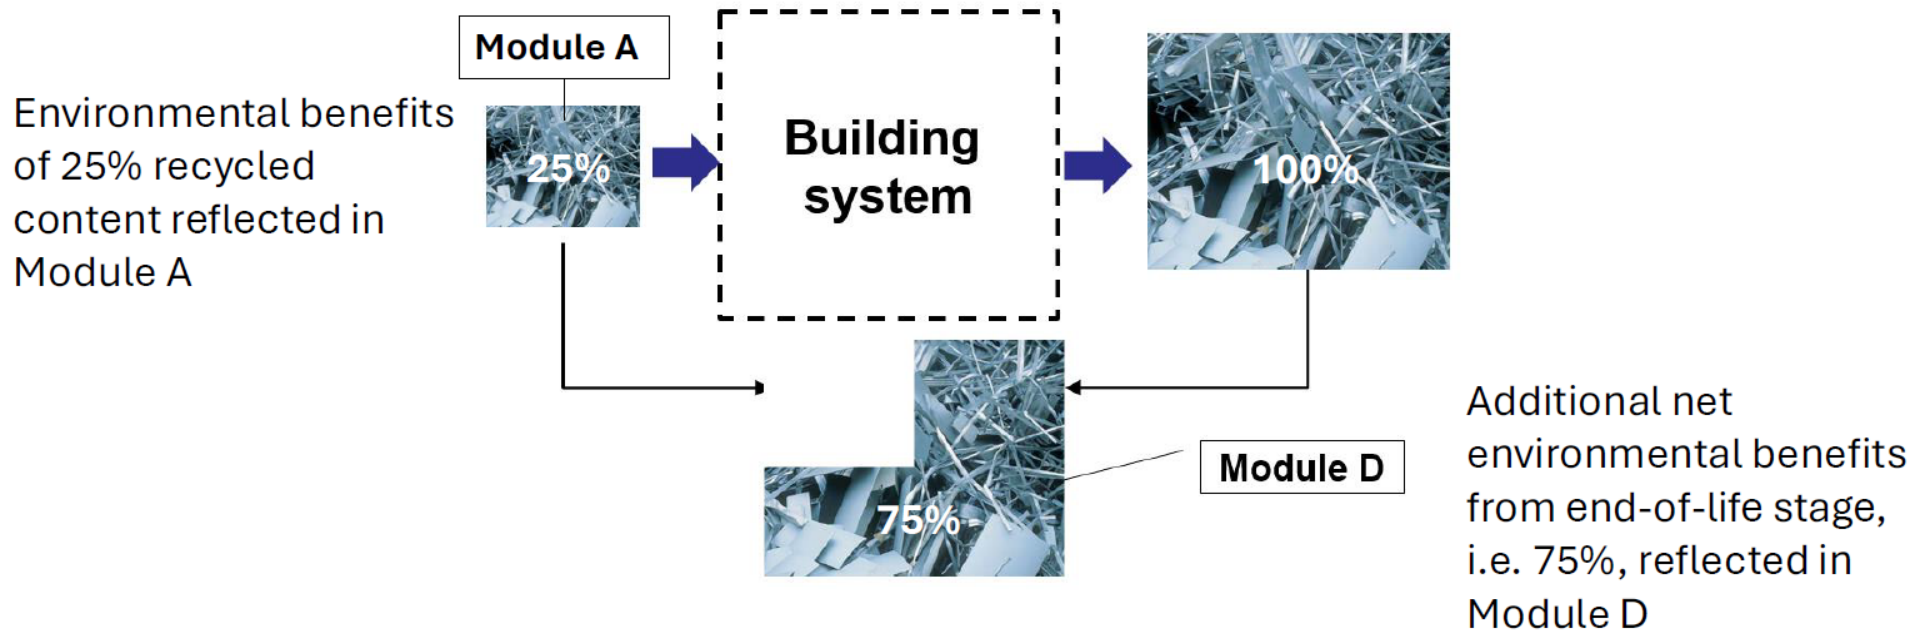 Module A
Environmental benefits
of 25% recycled
content reflected in
Module A
25%
Building
system
100%
75%
Module D
Additional net
environmental benefits
from end-of-life stage,
i.e. 75%, reflected in
Module D